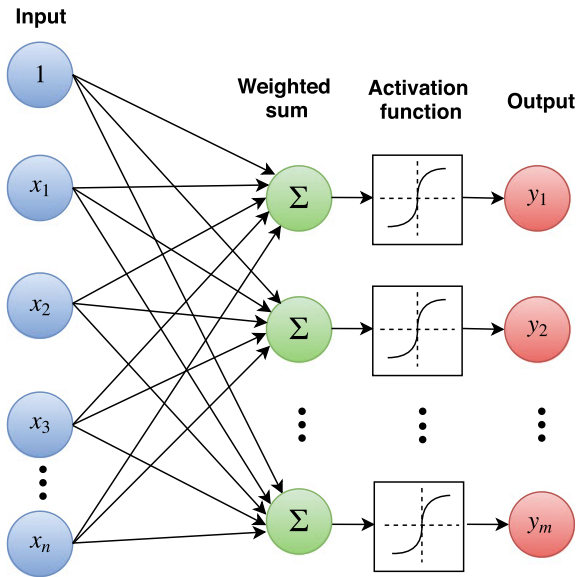 Input
Weighted
sum
Activation
function
Output
1
x₁
x₂
x₃
xₙ
Σ
Σ
Σ
y₁
y₂
yₘ